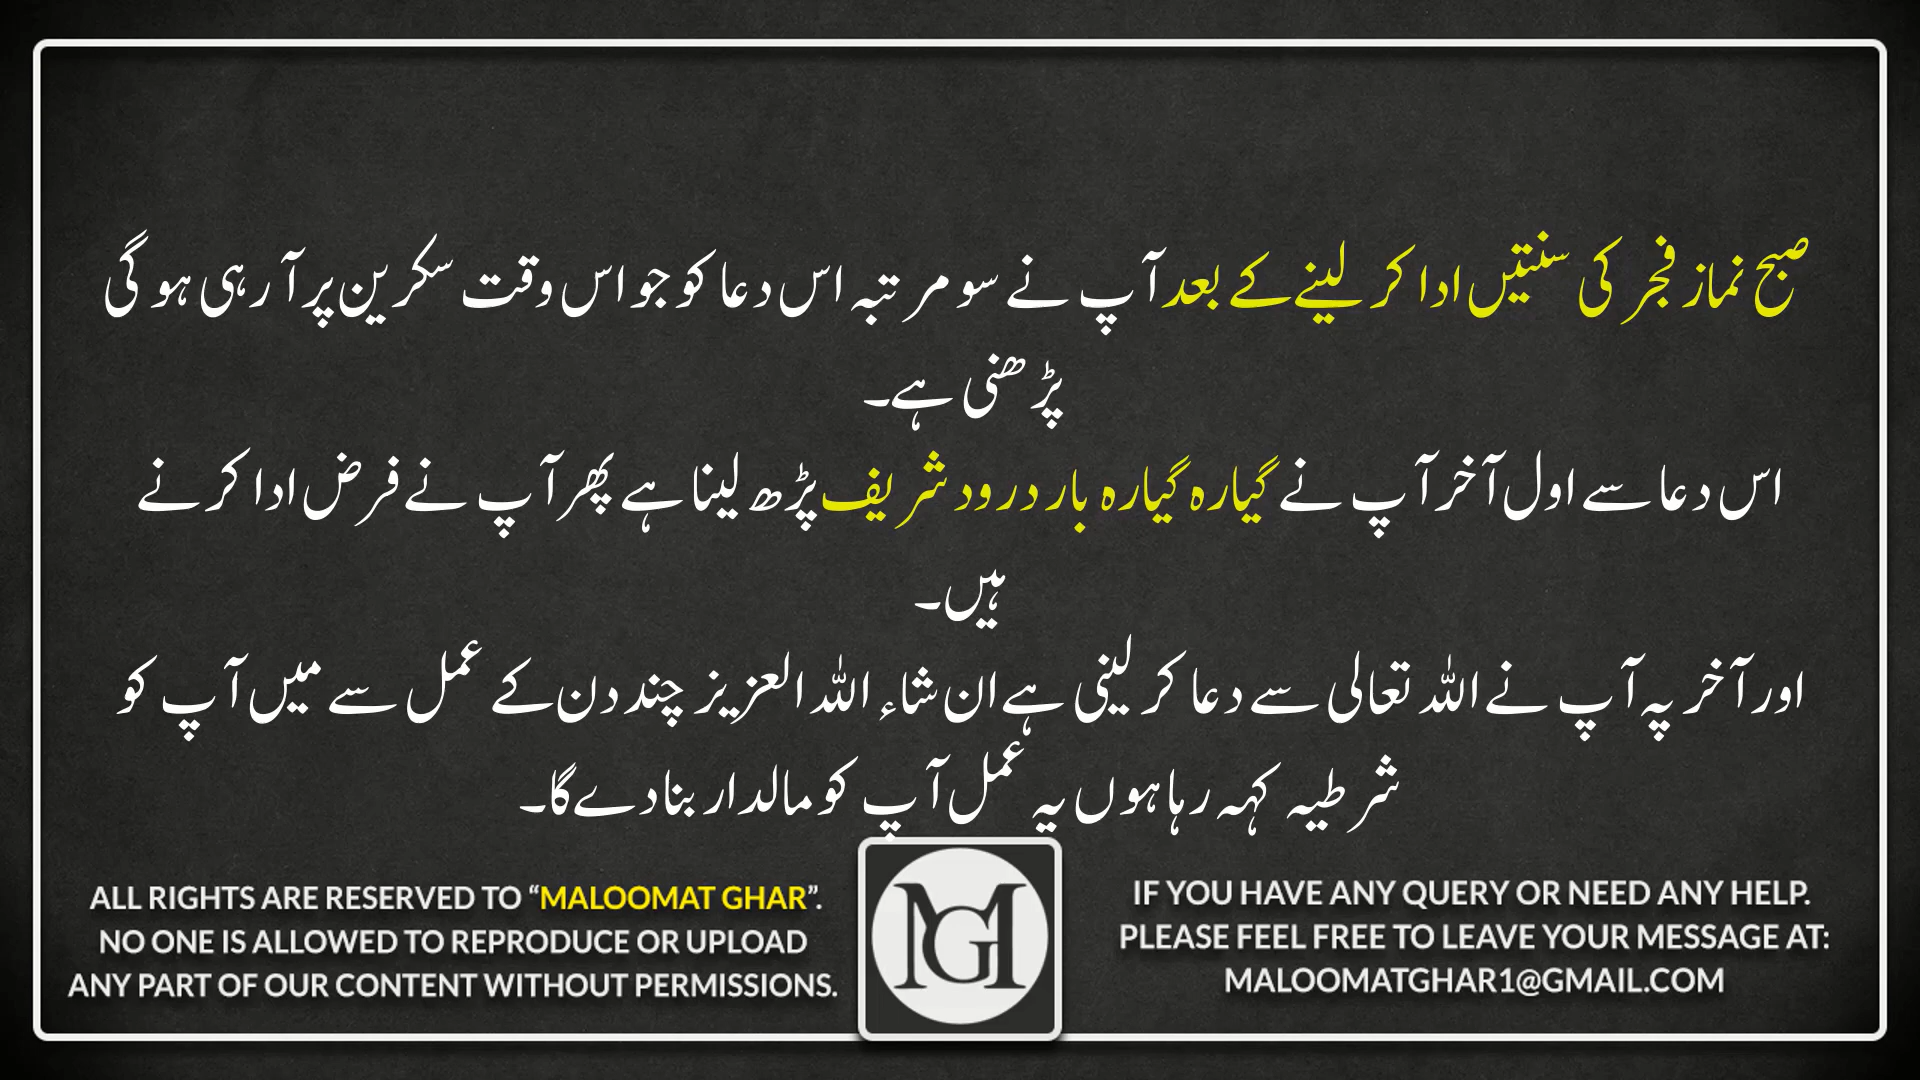 صبح نماز فجر کی سنتیں ادا کر لینے کے بعد آپ نے سو مرتبہ اس دعا کو جو اس وقت سکرین پر آ رہی ہو گی
پڑھنی ہے۔
اس دعا سے اول آخر آپ نے گیارہ گیارہ بار درود شریف پڑھ لینا ہے پھر آپ نے فرض ادا کرنے
ہیں۔
اور آخر پہ آپ نے اللہ تعالی سے دعا کر لینی ہے ان شاء اللہ العزیز چند دن کے عمل سے میں آپ کو
شرطیہ کہہ رہا ہوں یہ عمل آپ کو مالدار بنا دے گا۔
ALL RIGHTS ARE RESERVED TO “MALOOMAT GHAR”.
NO ONE IS ALLOWED TO REPRODUCE OR UPLOAD
ANY PART OF OUR CONTENT WITHOUT PERMISSIONS.
MG
IF YOU HAVE ANY QUERY OR NEED ANY HELP.
PLEASE FEEL FREE TO LEAVE YOUR MESSAGE AT:
MALOOMATGHAR1@GMAIL.COM